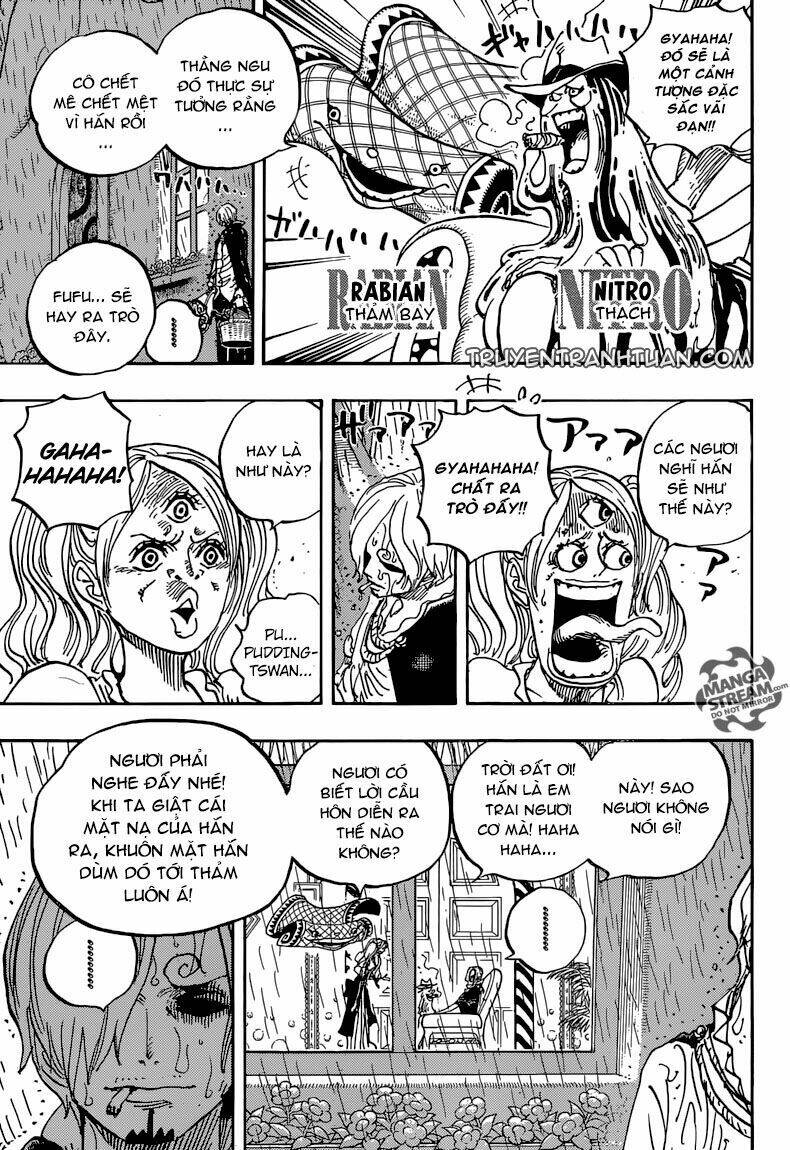 GYAHAHA!
ĐÓ SẼ LÀ
MỘT CẢNH
TƯỢNG ĐẶC
SẮC VÃI
ĐẠN!!
THẰNG NGU
ĐÓ THỰC SỰ
TƯỞNG RẰNG
...
CÔ CHẾT
MÊ CHẾT MỆT
VÌ HẮN RỒI
...
FUFU... SẼ
HAY RA TRÒ
ĐÂY.
NITRO
THẠCH
RABIAN
THẢM BAY
TRUYENTRANHTUAN.COM
CÁC NGƯƠI
NGHĨ HẮN
SẼ NHƯ
THẾ NÀY?
GYAHAHAHA!
CHẤT RA
TRÒ ĐẤY!!
HAY LÀ
NHƯ NÀY?
GAHA-
HAHAHA!
PU...
PUDDING-
TSWAN...
MANGA
STREAM.com
DO NOT MIRROR
NÀY! SAO
NGƯƠI KHÔNG
NÓI GÌ!
TRỜI ĐẤT ƠI!
HẮN LÀ EM
TRAI NGƯƠI
CƠ MÀ! HAHA
HAHA...
NGƯƠI CÓ
BIẾT LỜI CẦU
HÔN DIỄN RA
THẾ NÀO
KHÔNG?
NGƯƠI PHẢI
NGHE ĐẤY NHÉ!
KHI TA GIẬT CÁI
MẶT NẠ CỦA HẮN
RA, KHUÔN MẶT HẮN
DÙM DÓ TỚI THẢM
LUÔN Á!